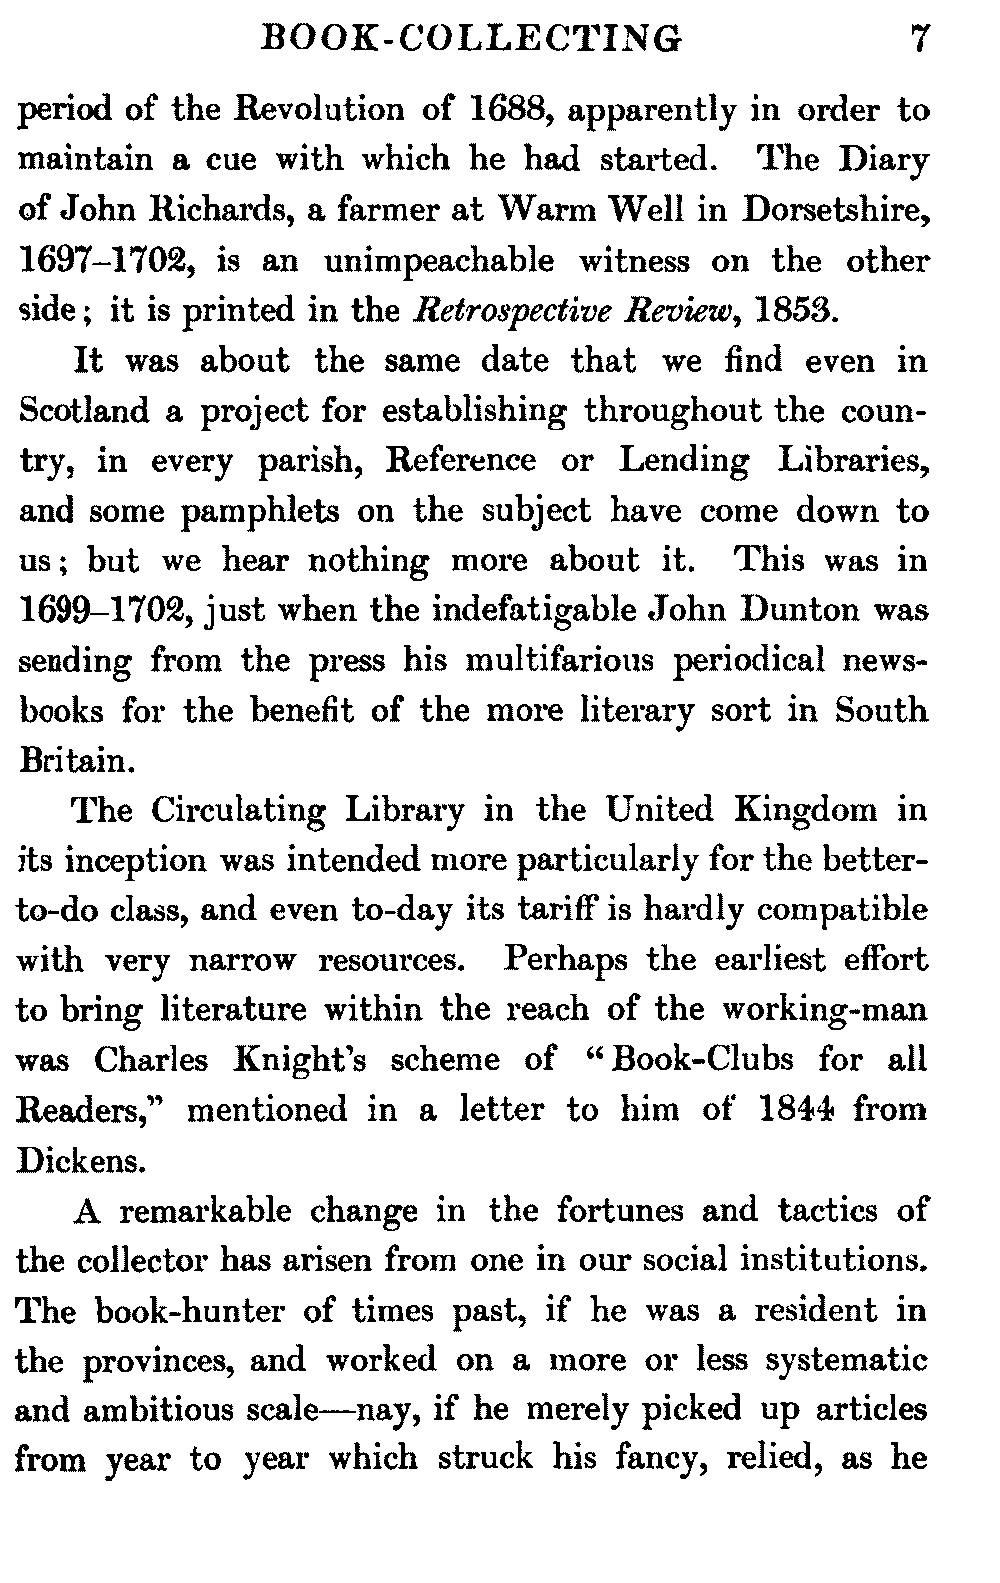 BOOK-COLLECTING 7
period of the Revolution of 1688, apparently in order to
maintain a cue with which he had started. The Diary
of John Richards, a farmer at Warm Well in Dorsetshire,
1697–1702, is an unimpeachable witness on the other
side; it is printed in the Retrospective Review, 1853.
It was about the same date that we find even in
Scotland a project for establishing throughout the coun-
try, in every parish, Reference or Lending Libraries,
and some pamphlets on the subject have come down to
us; but we hear nothing more about it. This was in
1699–1702, just when the indefatigable John Dunton was
sending from the press his multifarious periodical news-
books for the benefit of the more literary sort in South
Britain.
The Circulating Library in the United Kingdom in
its inception was intended more particularly for the better-
to-do class, and even to-day its tariff is hardly compatible
with very narrow resources. Perhaps the earliest effort
to bring literature within the reach of the working-man
was Charles Knight's scheme of “Book-Clubs for all
Readers,” mentioned in a letter to him of 1844 from
Dickens.
A remarkable change in the fortunes and tactics of
the collector has arisen from one in our social institutions.
The book-hunter of times past, if he was a resident in
the provinces, and worked on a more or less systematic
and ambitious scale—nay, if he merely picked up articles
from year to year which struck his fancy, relied, as he